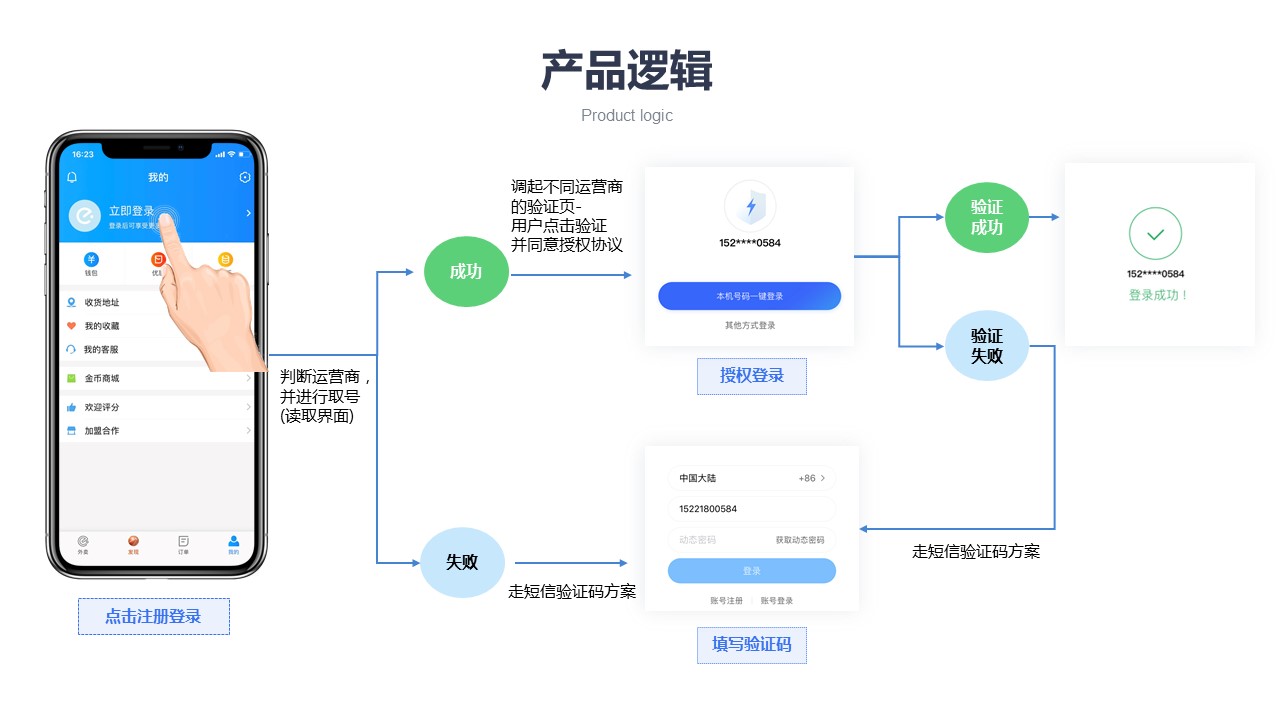 产品逻辑
Product logic
16:23
我的
立即登录
登录后可享受更
钱包
收货地址
我的收藏
我的客服
金币商城
欢迎评分
加盟合作
外卖
发现
订单
我的
点击注册登录
判断运营商，
并进行取号
(读取界面)
成功
调起不同运营商
的验证页-
用户点击验证
并同意授权协议
152****0584
本机号码一键登录
其他方式登录
授权登录
验证
成功
验证
失败
152****0584
登录成功！
失败
走短信验证码方案
中国大陆
+86
15221800584
动态密码
获取动态密码
登录
账号注册
账号登录
填写验证码
走短信验证码方案